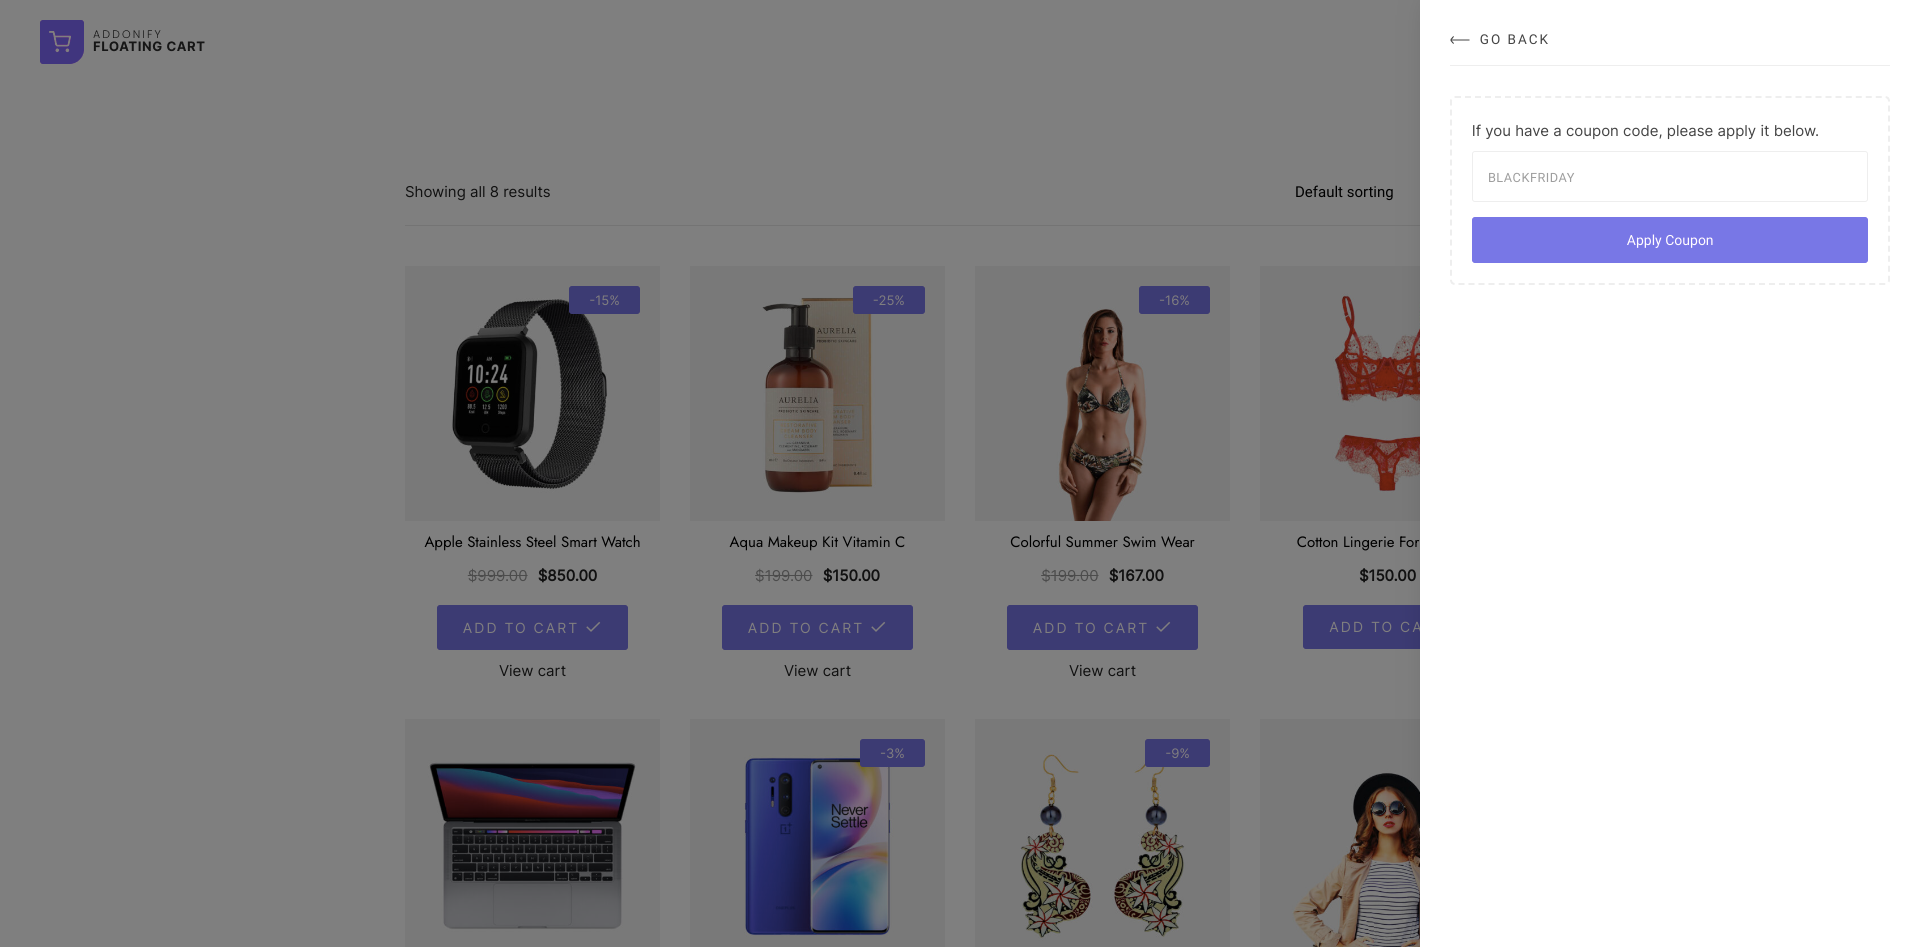 ADDONIFY
FLOATING CART
GO BACK
If you have a coupon code, please apply it below.
BLACKFRIDAY
Apply Coupon
Showing all 8 results
Default sorting
-15%
-25%
-16%
10:24
AURELIA
AURELIA
Apple Stainless Steel Smart Watch
Aqua Makeup Kit Vitamin C
Colorful Summer Swim Wear
Cotton Lingerie For
$999.00 $850.00
$199.00 $150.00
$199.00 $167.00
$150.00
ADD TO CART
ADD TO CART
ADD TO CART
ADD TO CA
View cart
View cart
View cart
-3%
-9%
Never
Settle